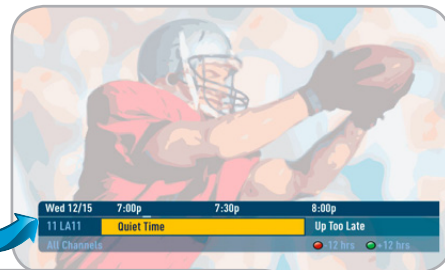 Wed 12/15 7:00p 7:30p 8:00p
11 LA11 Quiet Time Up Too Late
All Channels -12 hrs +12 hrs